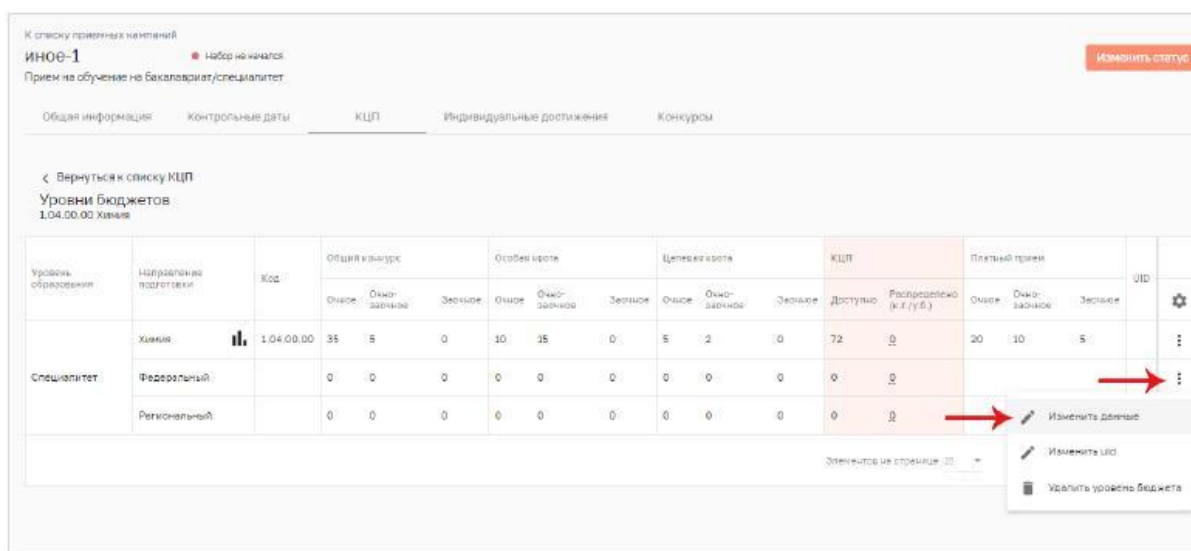 К списку приемных кампаний
иное-1
Набор не начался
Изменить статус
Прием на обучение на бакалавриат/специалитет
Общая информация Контрольные даты КЦП Индивидуальные достижения Конкурсы
Вернуться к списку КЦП
Уровни бюджетов
1.04.00.00 Химия
Уровень образования Направление подготовки Код Общий конкурс Особая квота Целевая квота КЦП Платный прием UID
Очное Очно-заочное Заочное Очное Очно-заочное Заочное Очное Очно-заочное Заочное Доступно Распределено (к.г./у.б.) Очное Очно-заочное Заочное
Химия 1.04.00.00 35 5 0 10 15 0 5 2 0 72 0 20 10 5
Специалитет Федеральный 0 0 0 0 0 0 0 0 0 0 0
Региональный 0 0 0 0 0 0 0 0 0 0 0
Изменить данные
Изменить uid
Удалить уровень бюджета
Элементов на странице 25